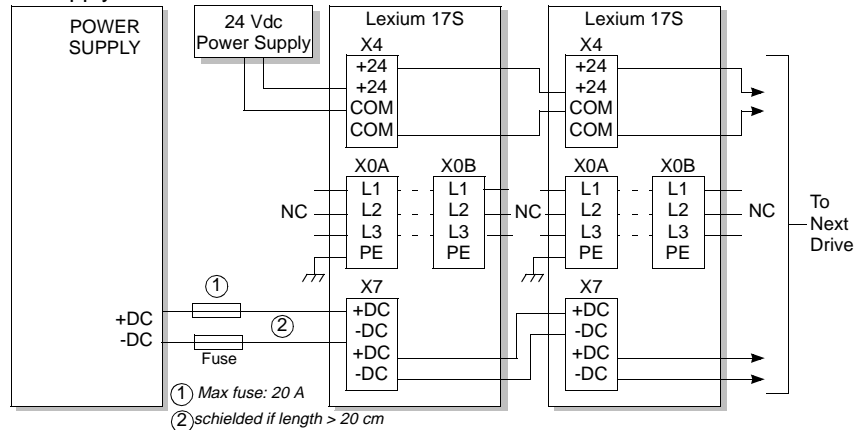 POWER
SUPPLY
24 Vdc
Power Supply
Lexium 17S
Lexium 17S
X4
+24
+24
COM
COM
X4
+24
+24
COM
COM
X0A
L1
L2
L3
PE
X0B
L1
L2
L3
PE
X0A
L1
L2
L3
PE
X0B
L1
L2
L3
PE
NC
NC
NC
To
Next
Drive
X7
+DC
-DC
+DC
-DC
X7
+DC
-DC
+DC
-DC
+DC
-DC
1
2
Fuse
1 Max fuse: 20 A
2 schielded if length > 20 cm